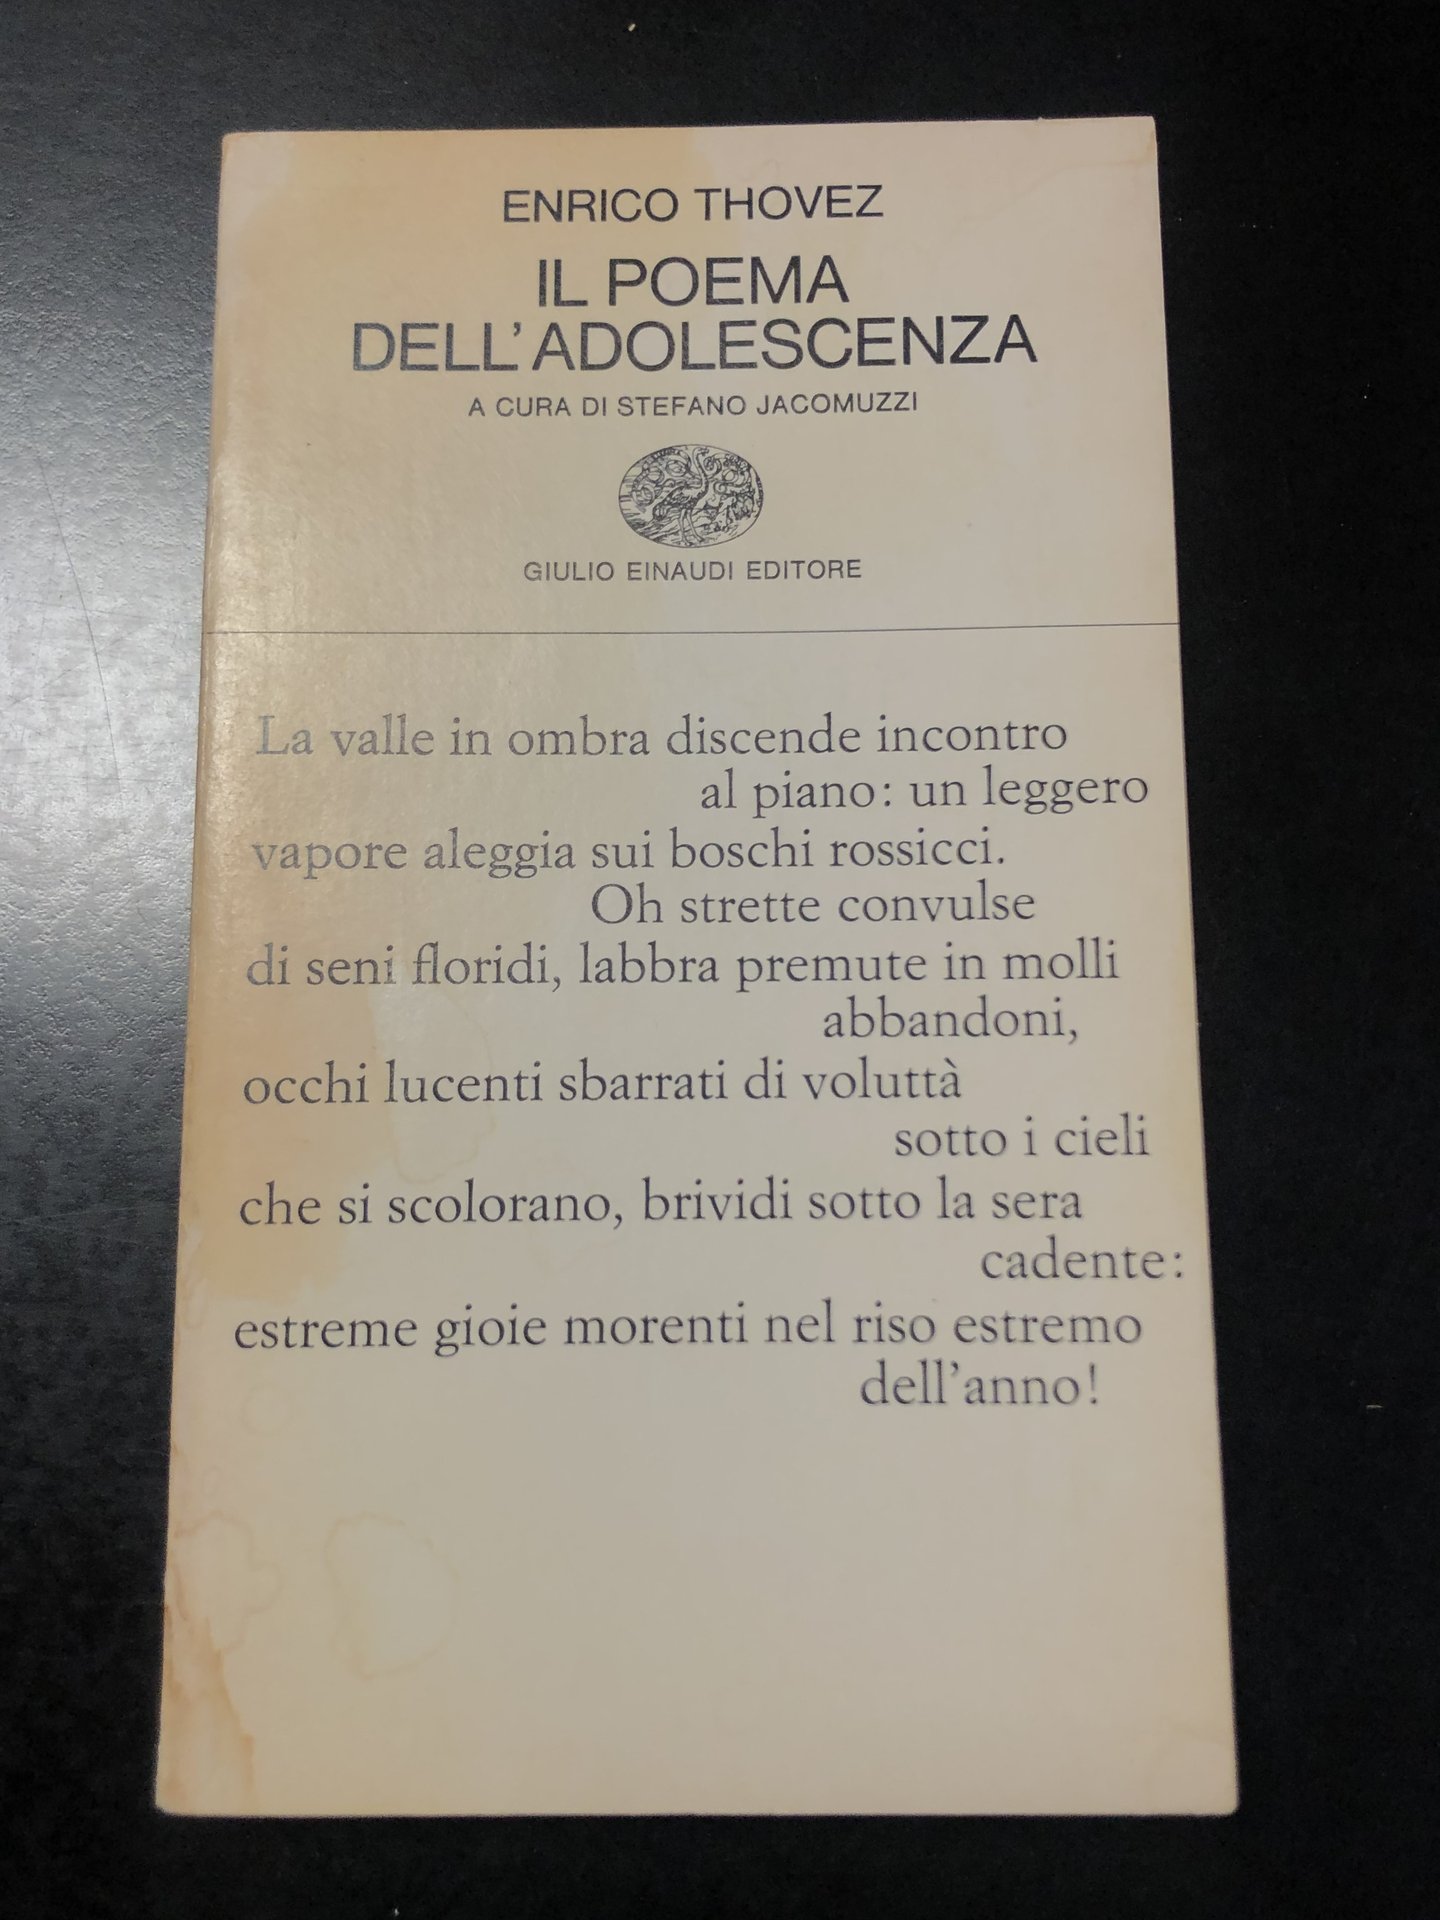 ENRICO THOVEZ
IL POEMA
DELL'ADOLESCENZA
A CURA DI STEFANO JACOMUZZI
GIULIO EINAUDI EDITORE
La valle in ombra discende incontro
al piano: un leggero
vapore aleggia sui boschi rossicci.
Oh strette convulse
di seni floridi, labbra premute in molli
abbandoni,
occhi lucenti sbarrati di voluttà
sotto i cieli
che si scolorano, brividi sotto la sera
cadente:
estreme gioie morenti nel riso estremo
dell'anno!